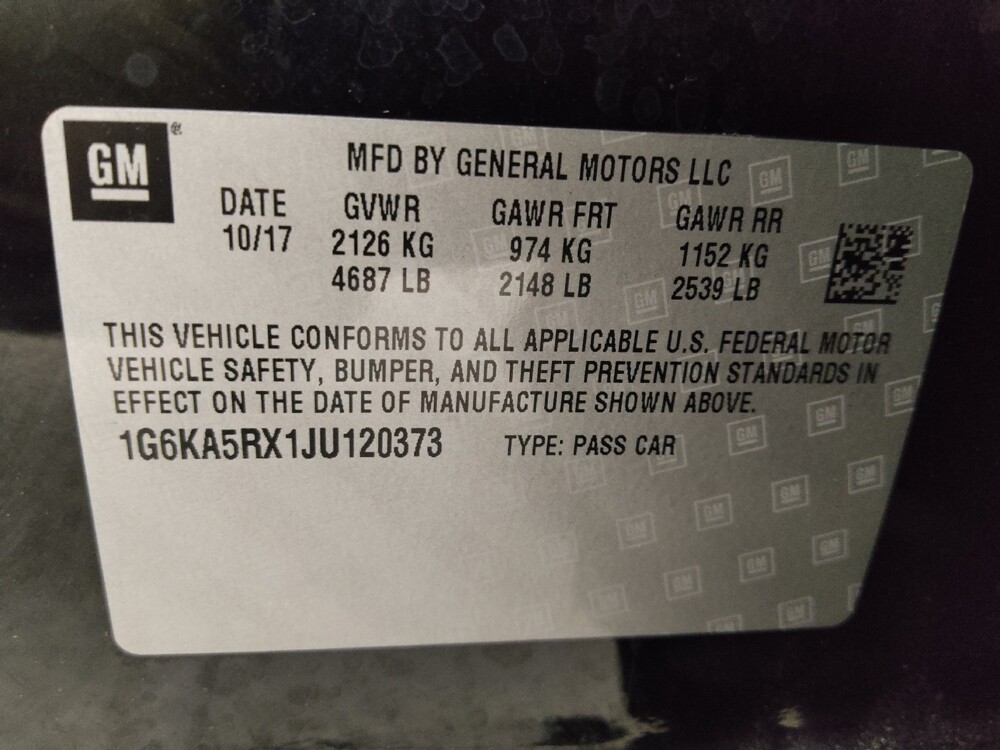 GM®
MFD BY GENERAL MOTORS LLC
DATE GVWR GAWR FRT GAWR RR
10/17 2126 KG 974 KG 1152 KG
4687 LB 2148 LB 2539 LB
THIS VEHICLE CONFORMS TO ALL APPLICABLE U.S. FEDERAL MOTOR
VEHICLE SAFETY, BUMPER, AND THEFT PREVENTION STANDARDS IN
EFFECT ON THE DATE OF MANUFACTURE SHOWN ABOVE.
1G6KA5RX1JU120373 TYPE: PASS CAR